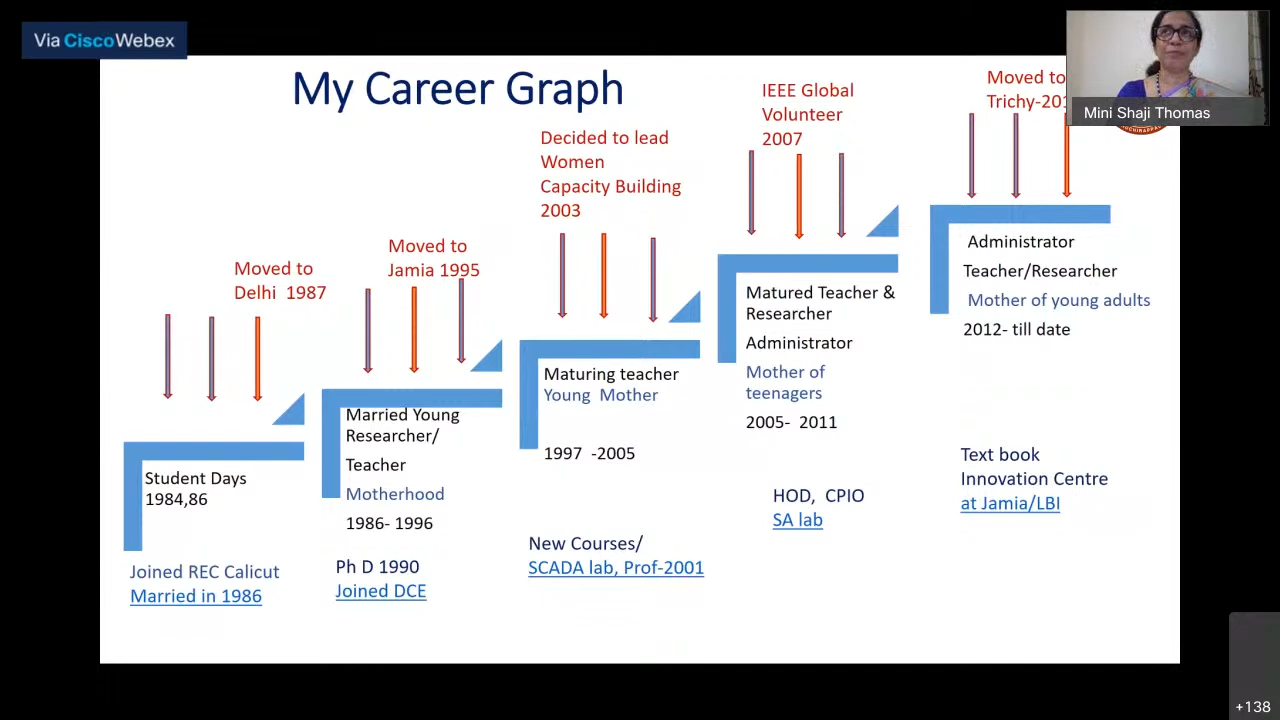 Via CiscoWebex
My Career Graph
Mini Shaji Thomas
Moved to
Delhi 1987
Moved to
Jamia 1995
Decided to lead
Women
Capacity Building
2003
IEEE Global
Volunteer
2007
Moved to
Student Days
1984,86
Joined REC Calicut
Married in 1986
Married Young
Researcher/
Teacher
Motherhood
1986- 1996
Ph D 1990
Joined DCE
Maturing teacher
Young Mother
1997 -2005
New Courses/
SCADA lab, Prof-2001
Matured Teacher &
Researcher
Administrator
Mother of
teenagers
2005- 2011
HOD, CPIO
SA lab
Trichy-201
Administrator
Teacher/Researcher
Mother of young adults
2012- till date
Text book
Innovation Centre
at Jamia/LBI
+138